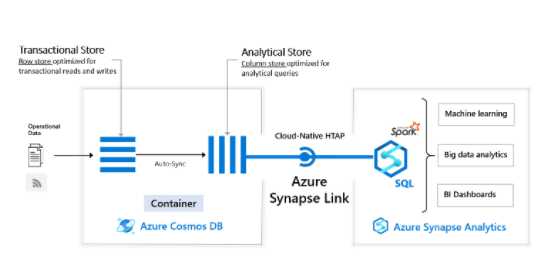 Transactional Store
Row store optimized for
transactional reads and writes
Analytical Store
Column store optimized for
analytical queries
Operational
Data
Auto-Sync
Container
Azure Cosmos DB
Cloud-Native HTAP
Azure
Synapse Link
Spark
SQL
Machine learning
Big data analytics
BI Dashboards
Azure Synapse Analytics